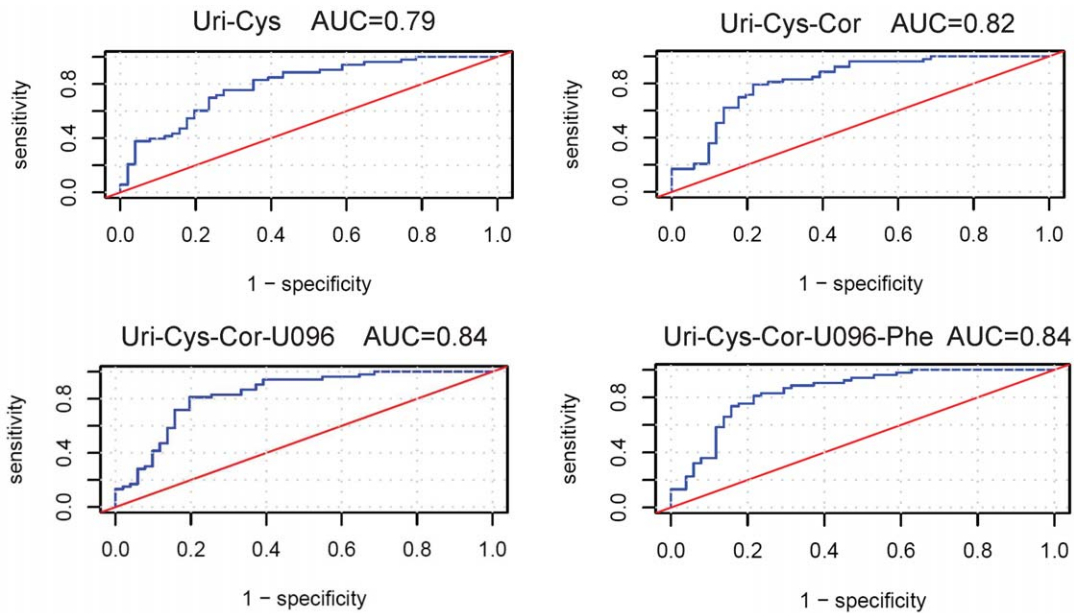 Uri-Cys AUC=0.79
sensitivity
0.8
0.4
0.0
0.0 0.2 0.4 0.6 0.8 1.0
1 − specificity
Uri-Cys-Cor AUC=0.82
sensitivity
0.8
0.4
0.0
0.0 0.2 0.4 0.6 0.8 1.0
1 − specificity
Uri-Cys-Cor-U096 AUC=0.84
sensitivity
0.8
0.4
0.0
0.0 0.2 0.4 0.6 0.8 1.0
1 − specificity
Uri-Cys-Cor-U096-Phe AUC=0.84
sensitivity
0.8
0.4
0.0
0.0 0.2 0.4 0.6 0.8 1.0
1 − specificity